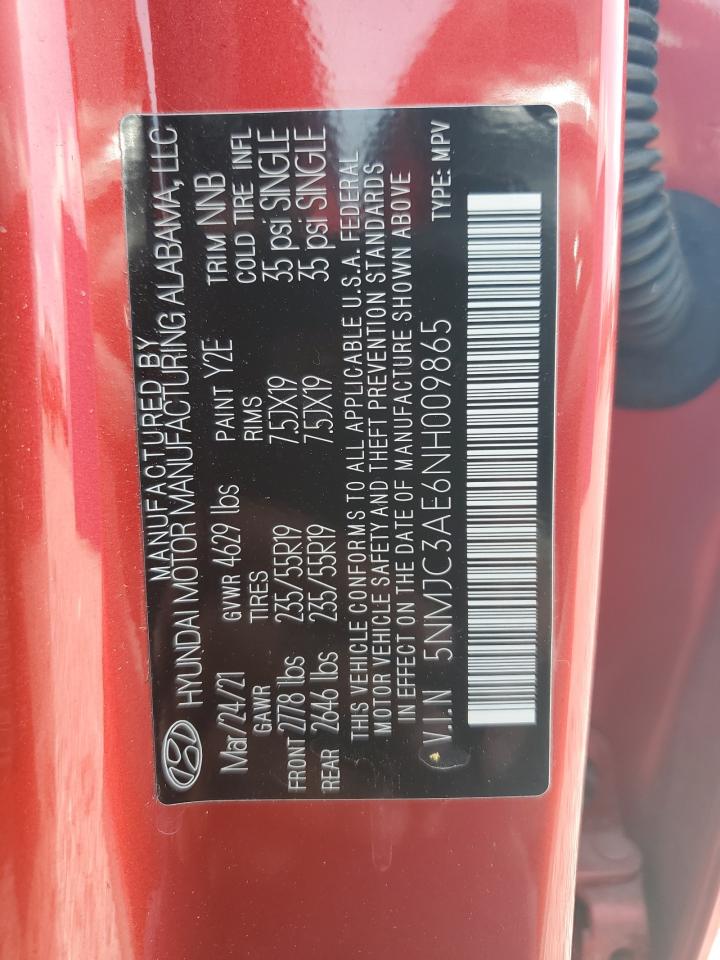 MANUFACTURED BY
HYUNDAI MOTOR MANUFACTURING ALABAMA, LLC
Mar/24/21 GVWR 4629 lbs PAINT Y2E TRIM NNB
GAWR TIRES RIMS COLD TIRE INFL
FRONT 2778 lbs 235/55R19 7.5JX19 35 psi SINGLE
REAR 2646 lbs 235/55R19 7.5JX19 35 psi SINGLE
THIS VEHICLE CONFORMS TO ALL APPLICABLE U.S.A. FEDERAL
MOTOR VEHICLE SAFETY AND THEFT PREVENTION STANDARDS
IN EFFECT ON THE DATE OF MANUFACTURE SHOWN ABOVE
V.I.N 5NMJC3AE6NH009865 TYPE: MPV